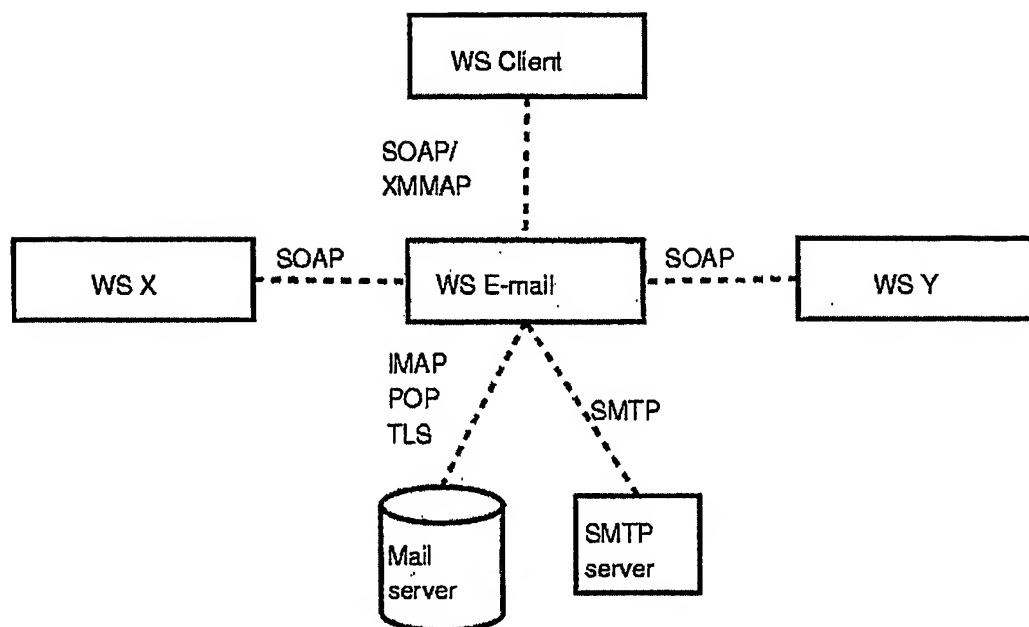 WS Client
SOAP/
XMMAP
WS X
SOAP
WS E-mail
SOAP
WS Y
IMAP
POP
TLS
SMTP
Mail
server
SMTP
server